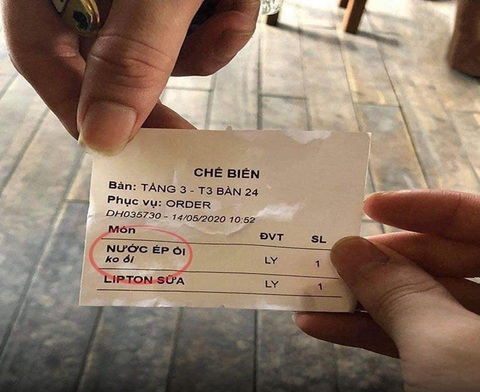 CHẾ BIẾN
Bàn: TẦNG 3 - T3 BÀN 24
Phục vụ: ORDER
DH035730 - 14/05/2020 10:52
Món ĐVT SL
NƯỚC ÉP ỔI LY 1
ko ổi
LIPTON SỮA LY 1